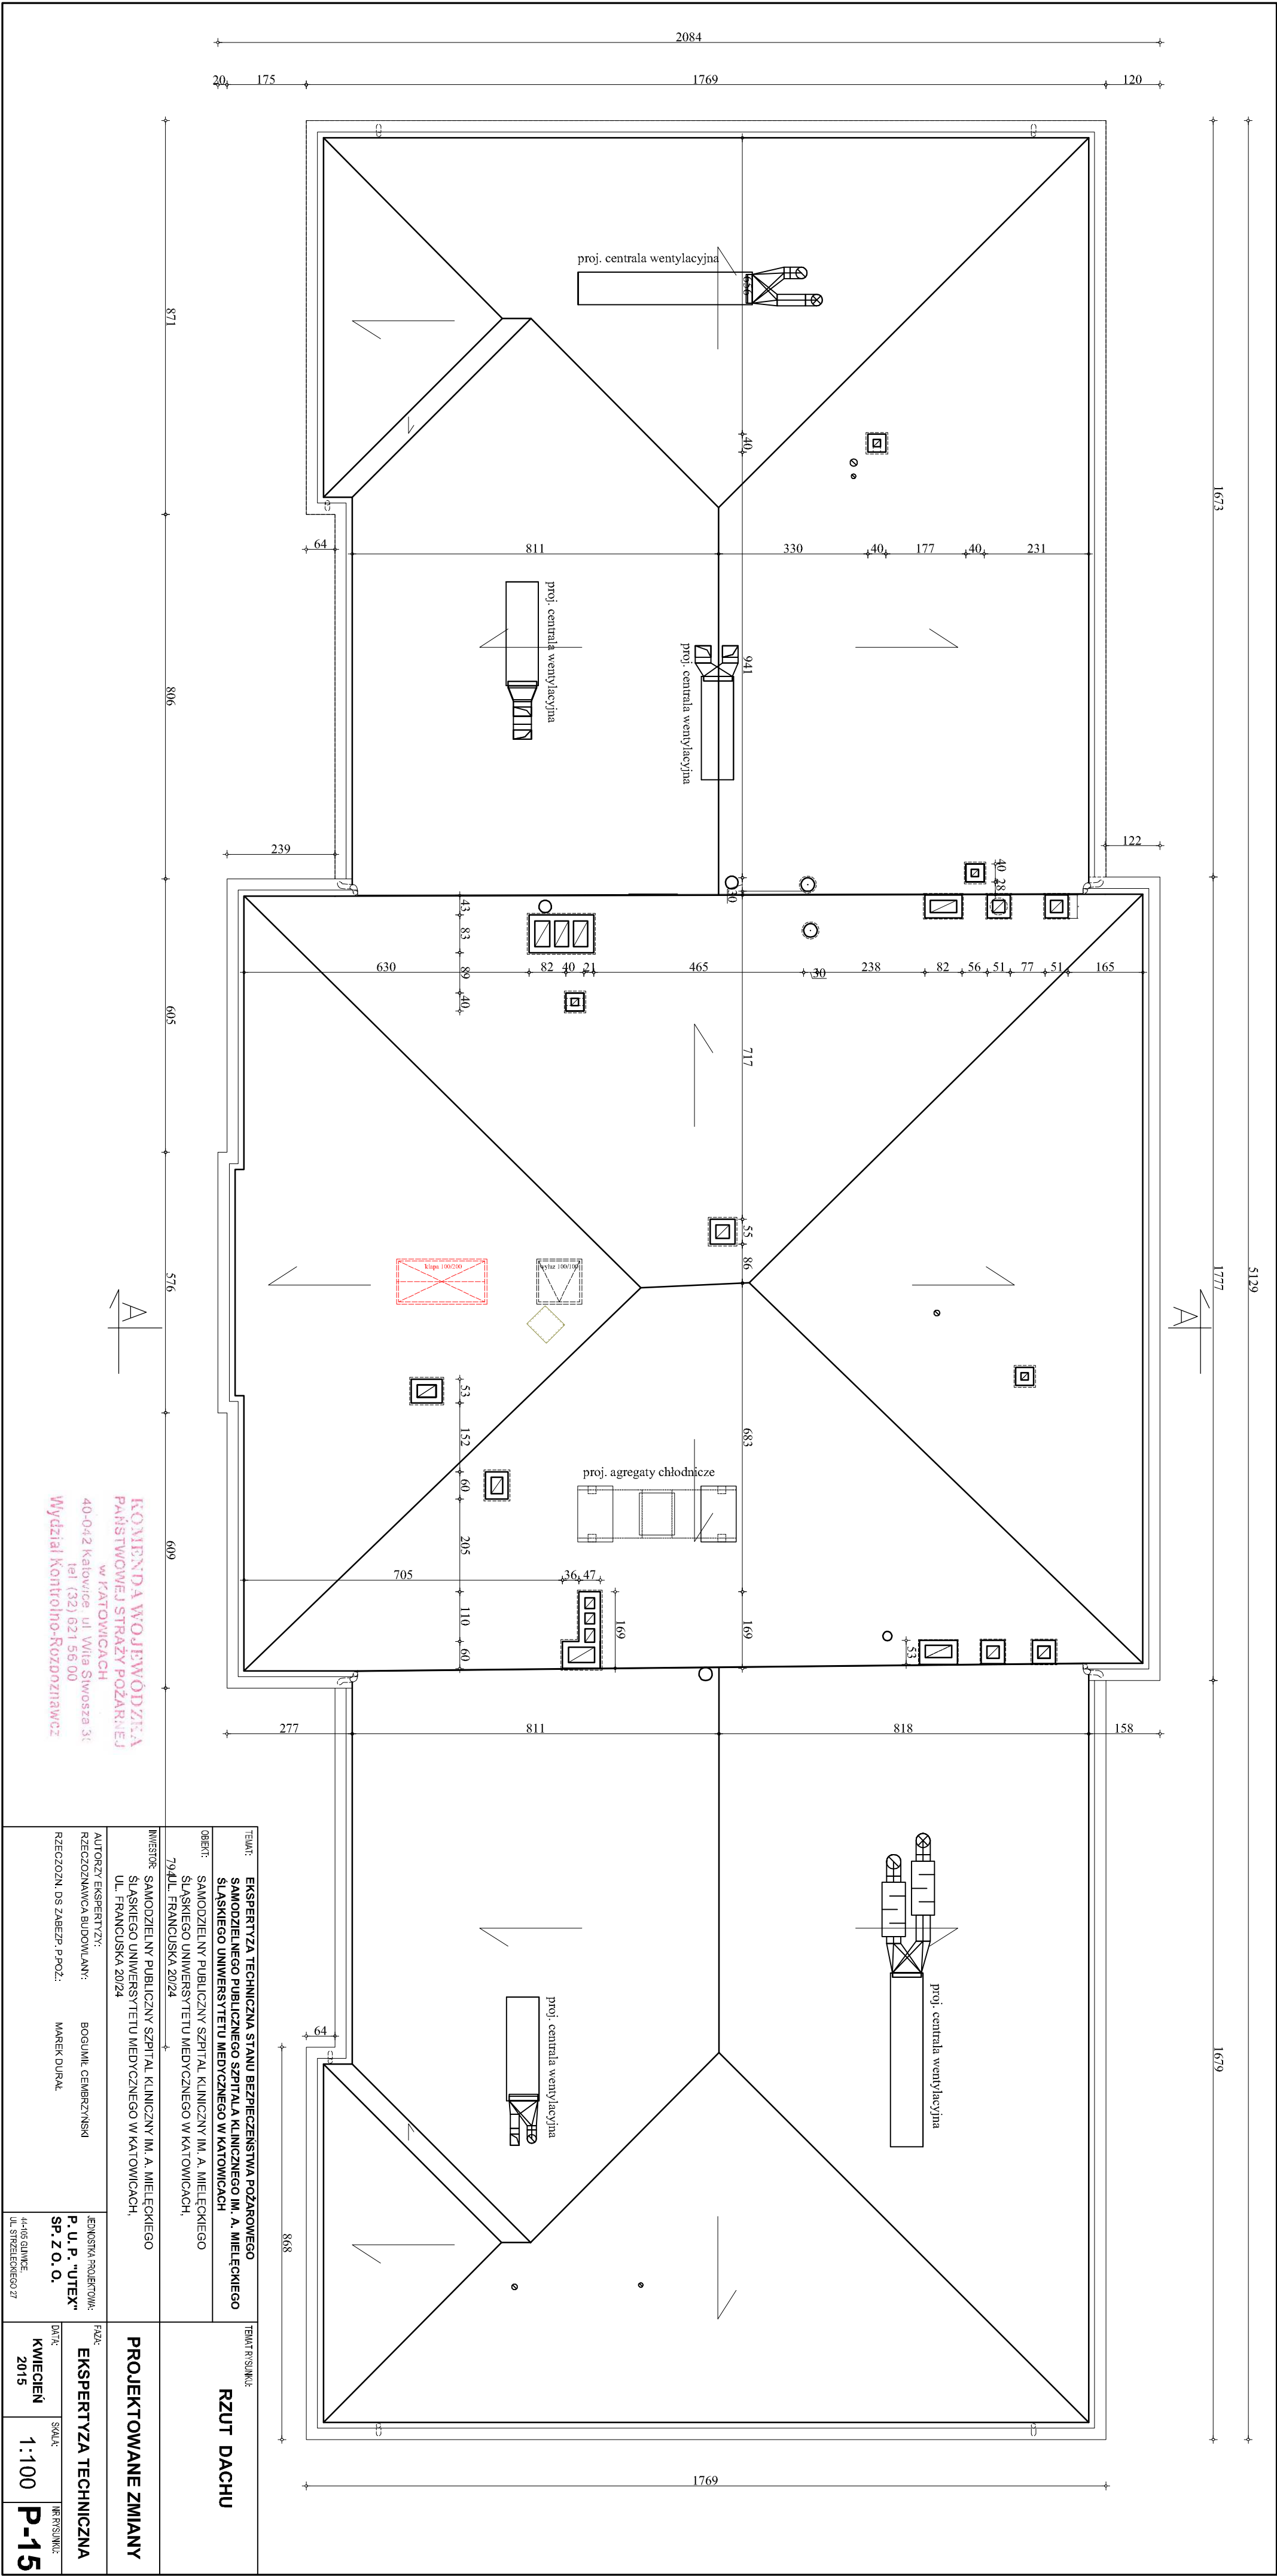 2084
20
175
1769
120
5129
1673
1777
1679
871
806
605
576
609
794
868
proj. centrala wentylacyjna
656
40
64
811
330
40
177
40
231
proj. centrala wentylacyjna
941
proj. centrala wentylacyjna
239
122
40
28
30
43
83
89
40
630
82
40
21
465
30
238
82
56
51
77
51
165
717
55
86
klapa 100/200
wyłaz 100/100
A
A
53
152
60
205
110
60
683
169
proj. agregaty chłodnicze
705
36
47
169
53
277
811
818
158
proj. centrala wentylacyjna
proj. centrala wentylacyjna
64
1769
KOMENDA WOJEWÓDZKA
PAŃSTWOWEJ STRAŻY POŻARNEJ
w KATOWICACH
40-042 Katowice ul. Wita Stwosza
tel. (32) 621 56 00
Wydział Kontrolno-Rozpoznawcz
TEMAT:
EKSPERTYZA TECHNICZNA STANU BEZPIECZEŃSTWA POŻAROWEGO
SAMODZIELNEGO PUBLICZNEGO SZPITALA KLINICZNEGO IM. A. MIELĘCKIEGO
ŚLĄSKIEGO UNIWERSYTETU MEDYCZNEGO W KATOWICACH
OBIEKT:
SAMODZIELNY PUBLICZNY SZPITAL KLINICZNY IM. A. MIELĘCKIEGO
ŚLĄSKIEGO UNIWERSYTETU MEDYCZNEGO W KATOWICACH,
UL. FRANCUSKA 20/24
INWESTOR:
SAMODZIELNY PUBLICZNY SZPITAL KLINICZNY IM. A. MIELĘCKIEGO
ŚLĄSKIEGO UNIWERSYTETU MEDYCZNEGO W KATOWICACH,
UL. FRANCUSKA 20/24
AUTORZY EKSPERTYZY:
RZECZOZNAWCA BUDOWLANY: BOGUMIŁ CEMBRZYŃSKI
RZECZOZN. DS ZABEZP. P.POŻ.: MAREK DURAŁ
JEDNOSTKA PROJEKTOWA:
P. U. P. "UTEX"
SP. Z O. O.
44-105 GLIWICE,
UL. STRZELECKIEGO 27
TEMAT RYSUNKU:
RZUT DACHU
PROJEKTOWANE ZMIANY
FAZA:
EKSPERTYZA TECHNICZNA
DATA:
KWIECIEŃ
2015
SKALA:
1:100
NR RYSUNKU:
P-15